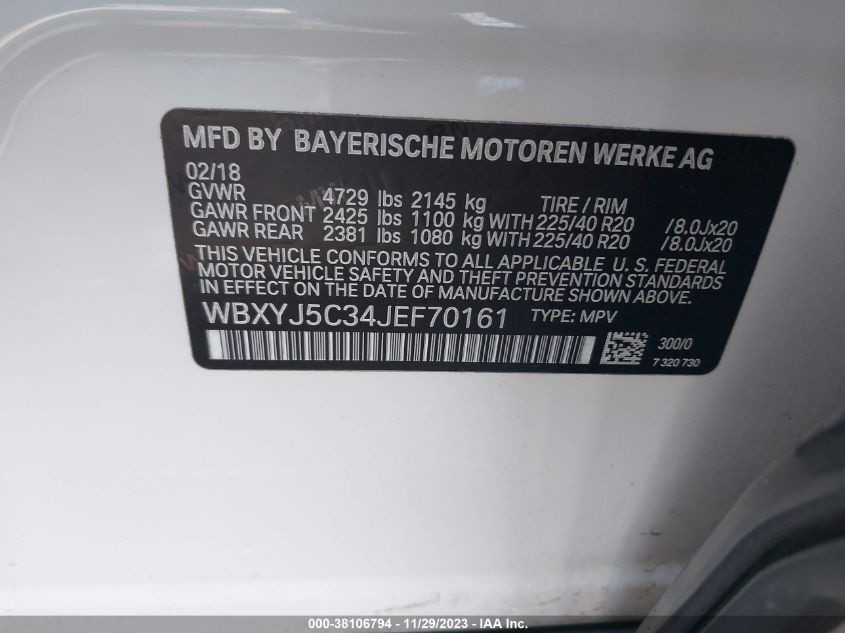 MFD BY BAYERISCHE MOTOREN WERKE AG
02/18
GVWR 4729 lbs 2145 kg TIRE / RIM
GAWR FRONT 2425 lbs 1100 kg WITH 225/40 R20 /8.0Jx20
GAWR REAR 2381 lbs 1080 kg WITH 225/40 R20 /8.0Jx20
THIS VEHICLE CONFORMS TO ALL APPLICABLE U. S. FEDERAL
MOTOR VEHICLE SAFETY AND THEFT PREVENTION STANDARDS
IN EFFECT ON THE DATE OF MANUFACTURE SHOWN ABOVE.
WBXYJ5C34JEF70161 TYPE: MPV
300/0
7 320 730
000-38106794 - 11/29/2023 - IAAI.COM